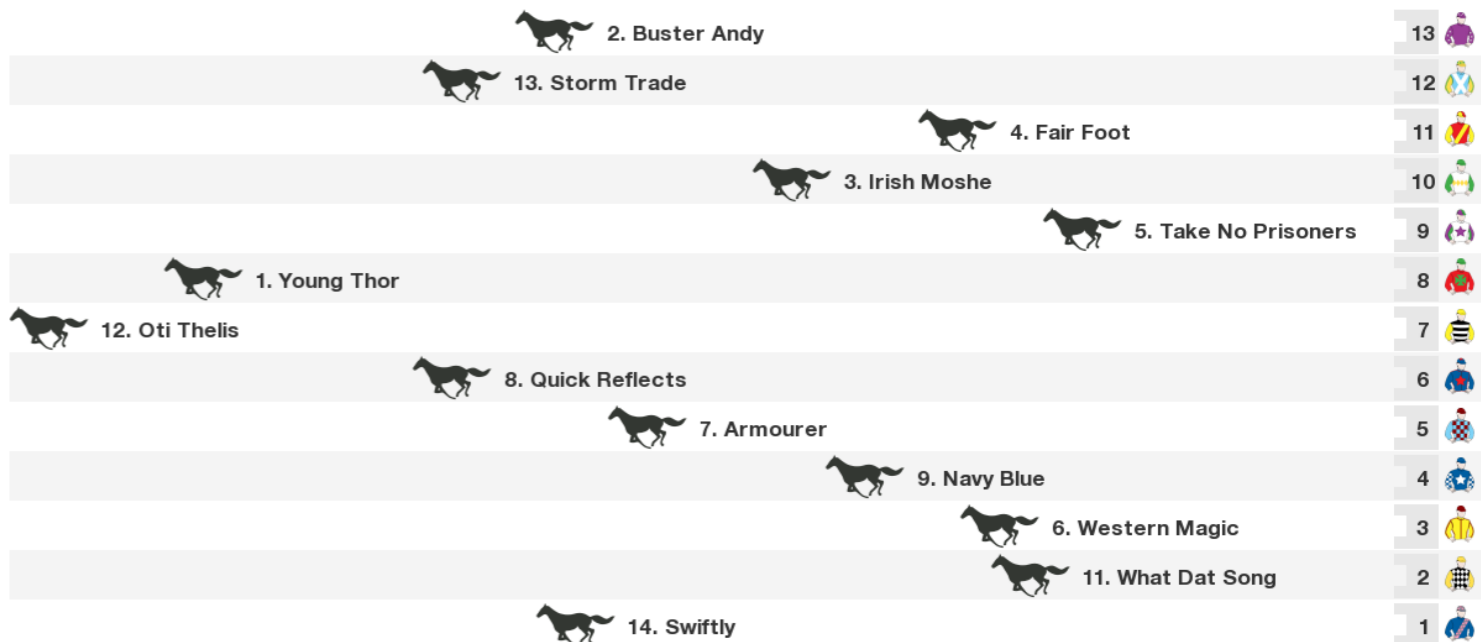 2. Buster Andy 13
13. Storm Trade 12
4. Fair Foot 11
3. Irish Moshe 10
5. Take No Prisoners 9
1. Young Thor 8
12. Oti Thelis 7
8. Quick Reflects 6
7. Armourer 5
9. Navy Blue 4
6. Western Magic 3
11. What Dat Song 2
14. Swiftly 1